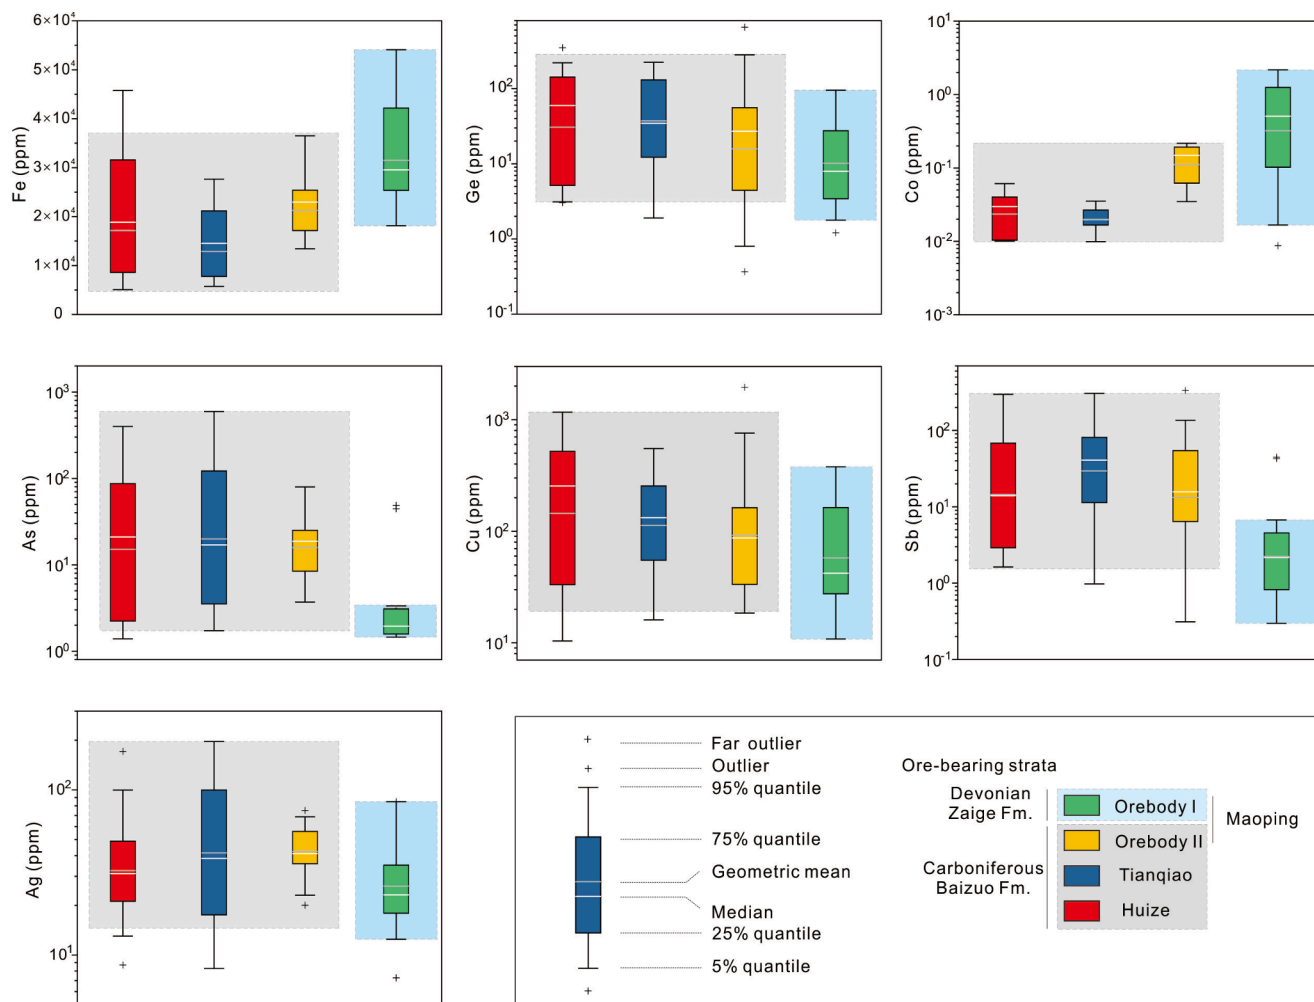 Fe (ppm)
6×10⁴
5×10⁴
4×10⁴
3×10⁴
2×10⁴
1×10⁴
0
Ge (ppm)
10²
10¹
10⁰
10⁻¹
Co (ppm)
10¹
10⁰
10⁻¹
10⁻²
10⁻³
As (ppm)
10³
10²
10¹
10⁰
Cu (ppm)
10³
10²
10¹
Sb (ppm)
10²
10¹
10⁰
10⁻¹
Ag (ppm)
10²
10¹
Far outlier
Outlier
95% quantile
75% quantile
Geometric mean
Median
25% quantile
5% quantile
Ore-bearing strata
Devonian
Zaige Fm.
Orebody I
Maoping
Orebody II
Carboniferous
Baizuo Fm.
Tianqiao
Huize